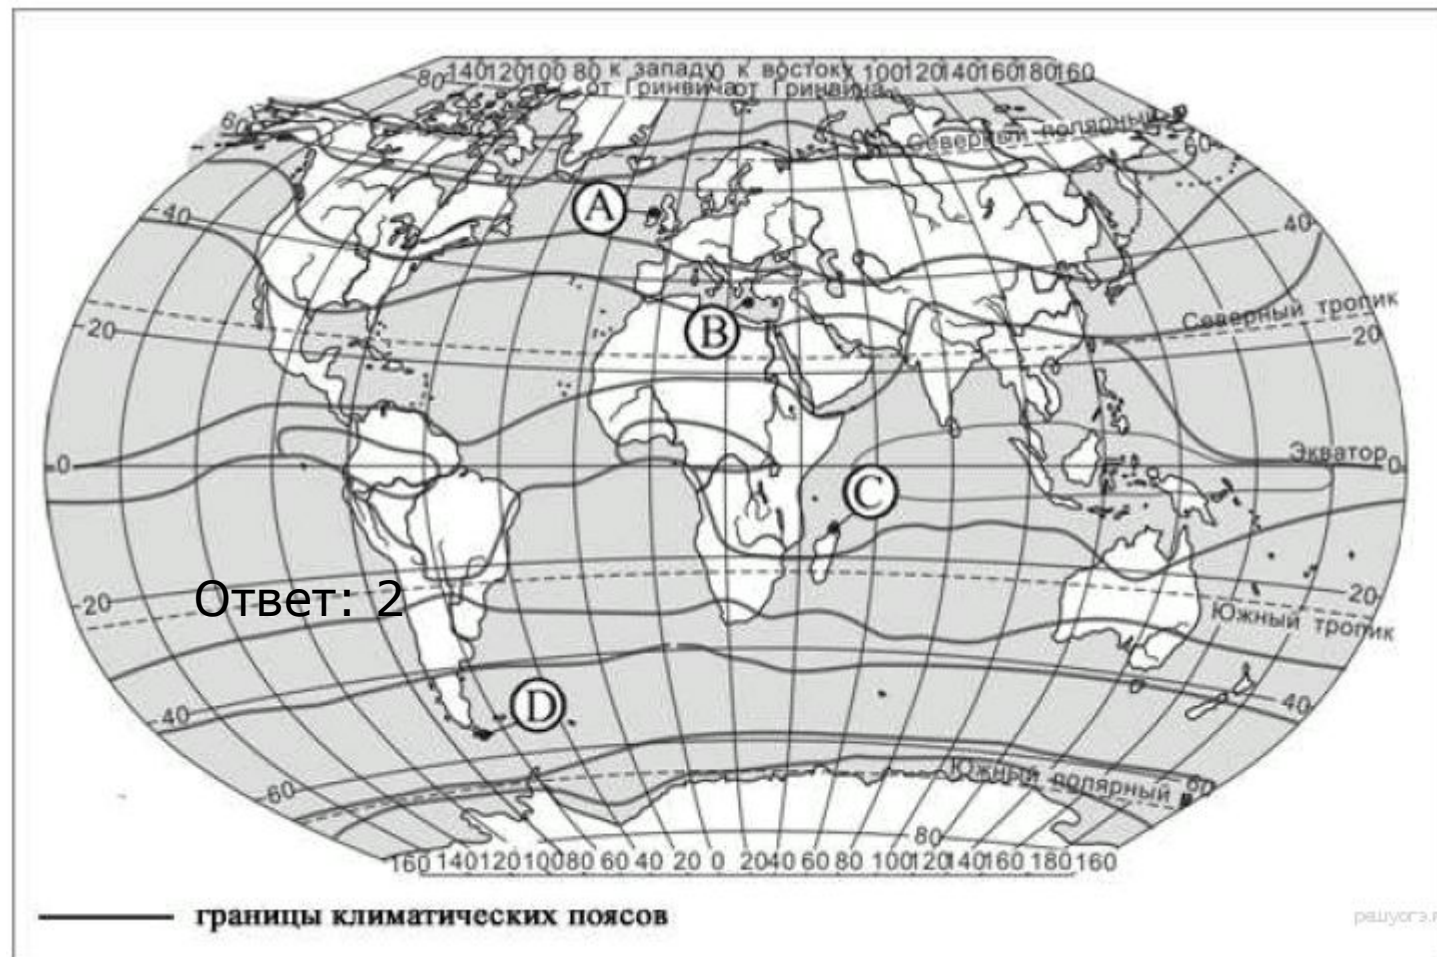 80 140 120 100 80 к западу 0 к востоку 100 120 140 160 180 160
от Гринвича от Гринвича
60 Северный полярный 60
A
40 40
B
Северный тропик
20 20
Экватор
0 0
C
20 Ответ: 2 20
Южный тропик
D
40 40
60 Южный полярный 60
80
160 140 120 100 80 60 40 20 0 20 40 60 80 100 120 140 160 180 160
границы климатических поясов